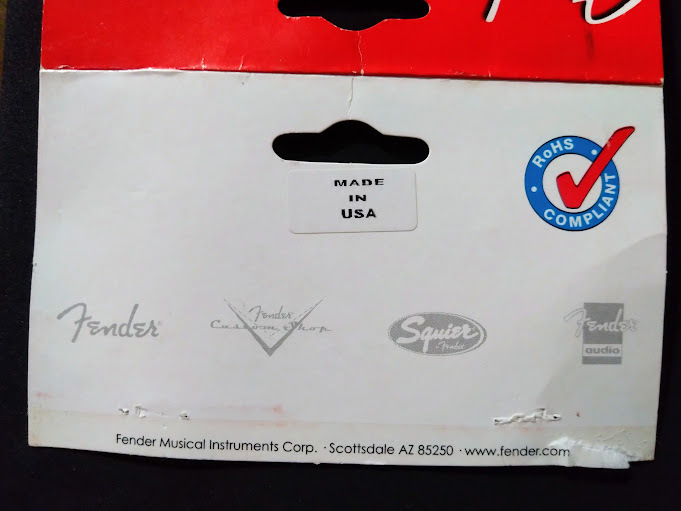 MADE
IN
USA
RoHS
COMPLIANT
Fender
Fender
Custom Shop
Squier
by Fender
Fender
audio
Fender Musical Instruments Corp. · Scottsdale AZ 85250 · www.fender.com